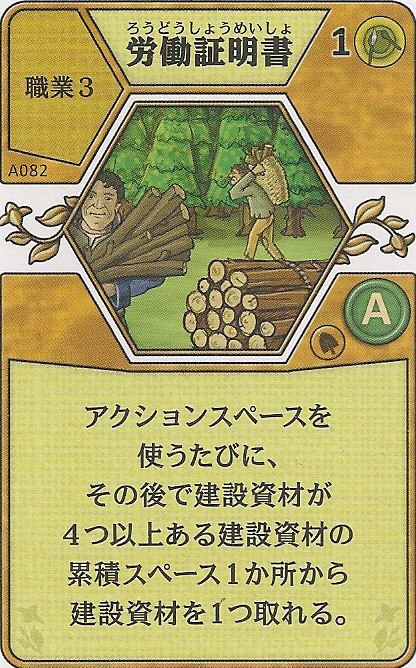 ろうどうしょうめいしょ
労働証明書
1
職業3
A082
A
アクションスペースを
使うたびに、
その後で建設資材が
4つ以上ある建設資材の
累積スペース1か所から
建設資材を1つ取れる。